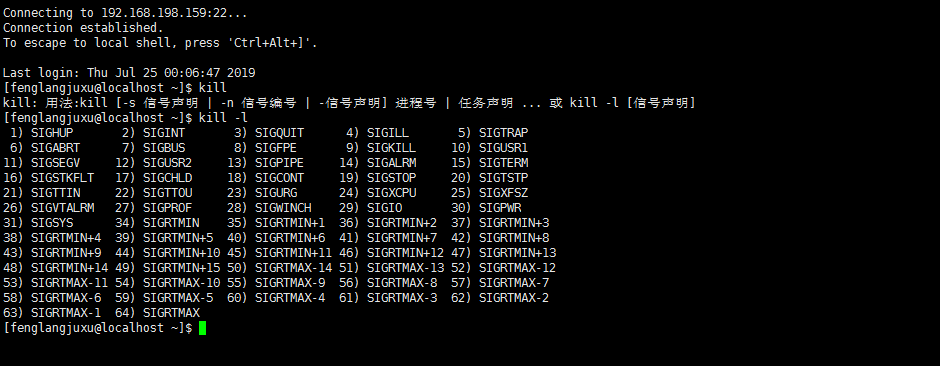 Connecting to 192.168.198.159:22...
Connection established.
To escape to local shell, press 'Ctrl+Alt+]'.
Last login: Thu Jul 25 00:06:47 2019
[fenglangjuxu@localhost ~]$ kill
kill: 用法:kill [-s 信号声明 | -n 信号编号 | -信号声明] 进程号 | 任务声明 ... 或 kill -l [信号声明]
[fenglangjuxu@localhost ~]$ kill -l
 1) SIGHUP       2) SIGINT       3) SIGQUIT      4) SIGILL       5) SIGTRAP
 6) SIGABRT      7) SIGBUS       8) SIGFPE       9) SIGKILL     10) SIGUSR1
11) SIGSEGV     12) SIGUSR2     13) SIGPIPE     14) SIGALRM     15) SIGTERM
16) SIGSTKFLT   17) SIGCHLD     18) SIGCONT     19) SIGSTOP     20) SIGTSTP
21) SIGTTIN     22) SIGTTOU     23) SIGURG      24) SIGXCPU     25) SIGXFSZ
26) SIGVTALRM   27) SIGPROF     28) SIGWINCH    29) SIGIO       30) SIGPWR
31) SIGSYS      34) SIGRTMIN    35) SIGRTMIN+1  36) SIGRTMIN+2  37) SIGRTMIN+3
38) SIGRTMIN+4  39) SIGRTMIN+5  40) SIGRTMIN+6  41) SIGRTMIN+7  42) SIGRTMIN+8
43) SIGRTMIN+9  44) SIGRTMIN+10 45) SIGRTMIN+11 46) SIGRTMIN+12 47) SIGRTMIN+13
48) SIGRTMIN+14 49) SIGRTMIN+15 50) SIGRTMAX-14 51) SIGRTMAX-13 52) SIGRTMAX-12
53) SIGRTMAX-11 54) SIGRTMAX-10 55) SIGRTMAX-9  56) SIGRTMAX-8  57) SIGRTMAX-7
58) SIGRTMAX-6  59) SIGRTMAX-5  60) SIGRTMAX-4  61) SIGRTMAX-3  62) SIGRTMAX-2
63) SIGRTMAX-1  64) SIGRTMAX
[fenglangjuxu@localhost ~]$